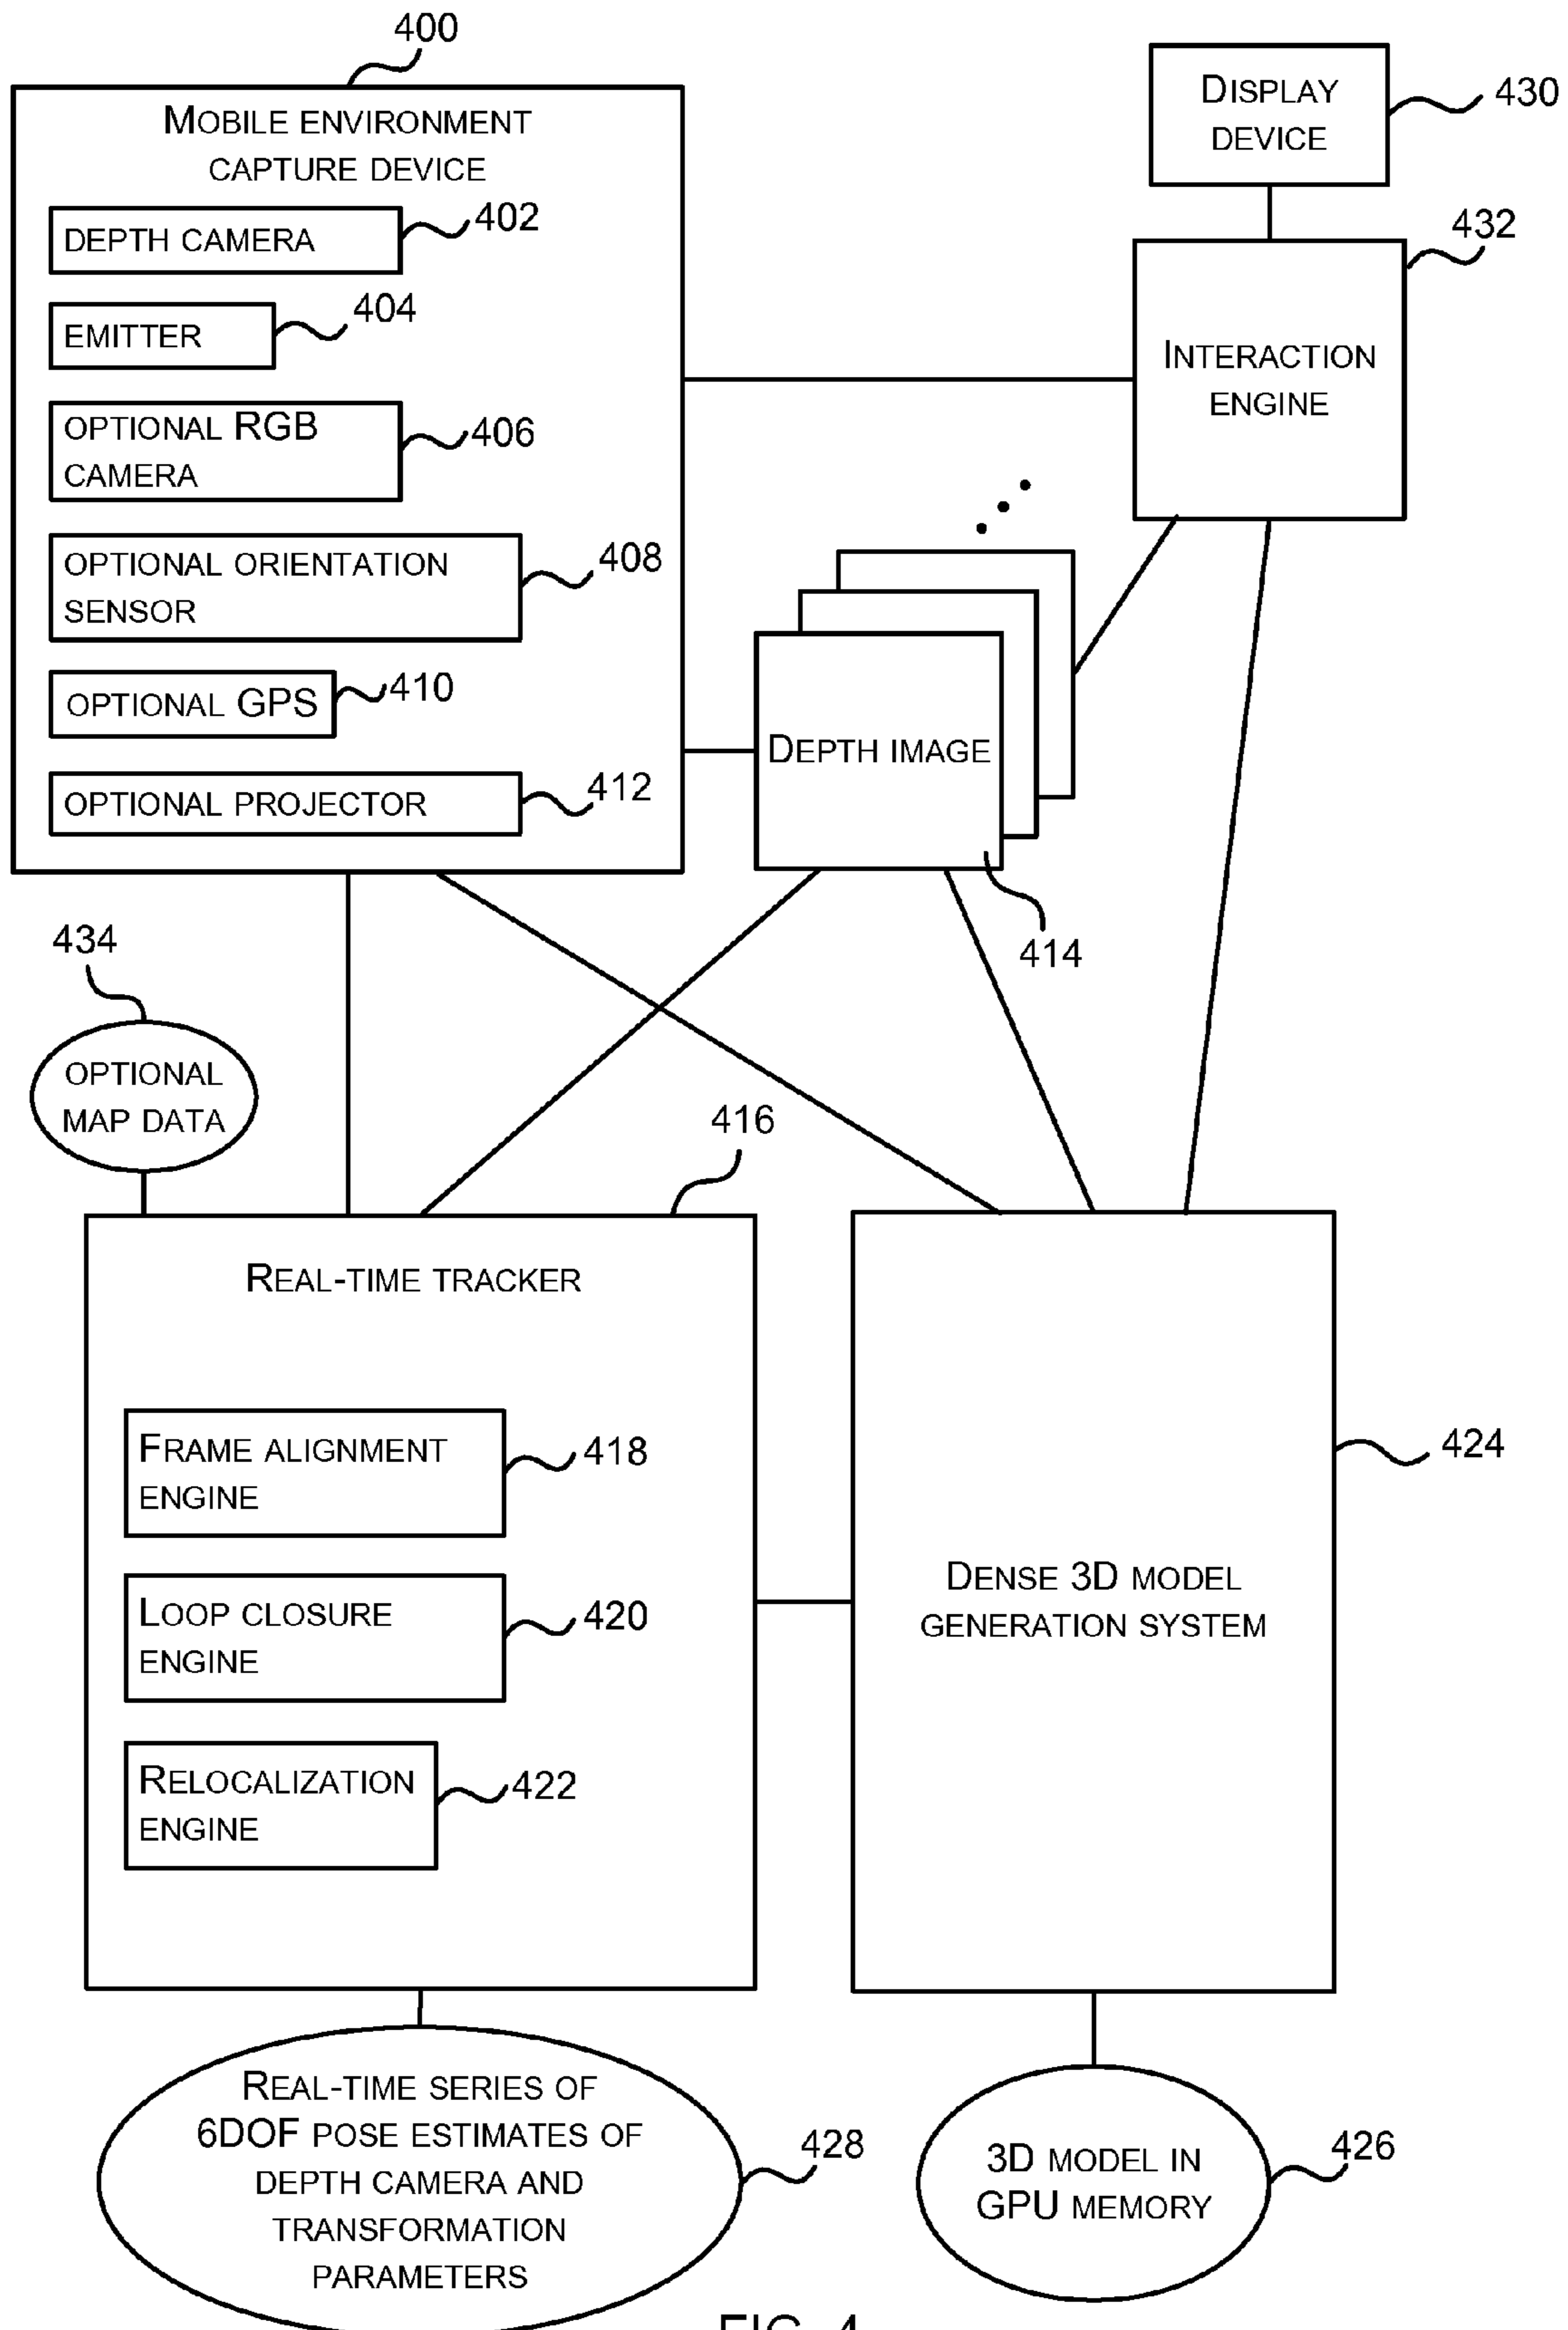 400
MOBILE ENVIRONMENT
CAPTURE DEVICE
DEPTH CAMERA
402
EMITTER
404
OPTIONAL RGB
CAMERA
406
OPTIONAL ORIENTATION
SENSOR
408
OPTIONAL GPS
410
OPTIONAL PROJECTOR
412
DISPLAY
DEVICE
430
432
INTERACTION
ENGINE
DEPTH IMAGE
414
434
OPTIONAL
MAP DATA
416
REAL-TIME TRACKER
FRAME ALIGNMENT
ENGINE
418
LOOP CLOSURE
ENGINE
420
RELOCALIZATION
ENGINE
422
424
DENSE 3D MODEL
GENERATION SYSTEM
REAL-TIME SERIES OF
6DOF POSE ESTIMATES OF
DEPTH CAMERA AND
TRANSFORMATION
PARAMETERS
428
3D MODEL IN
GPU MEMORY
426
FIG. 4